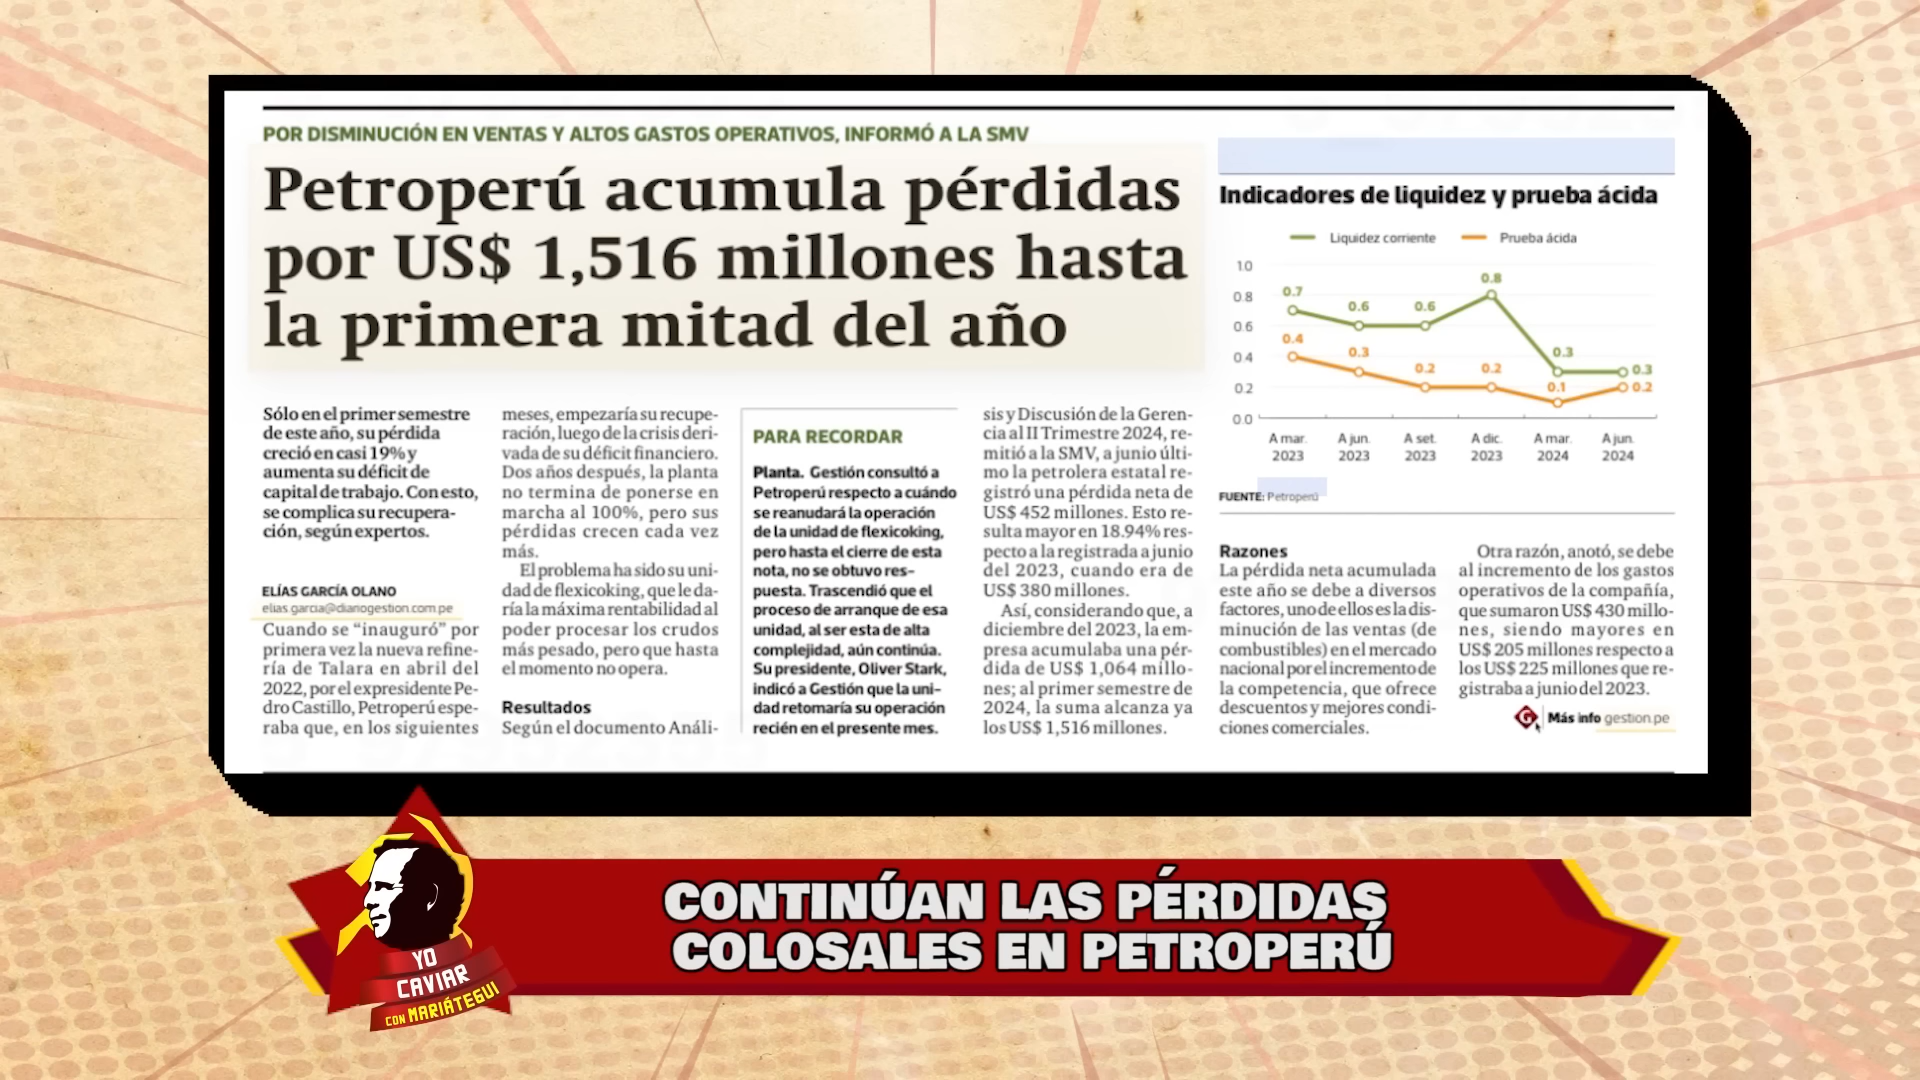 POR DISMINUCIÓN EN VENTAS Y ALTOS GASTOS OPERATIVOS, INFORMÓ A LA SMV
Petroperú acumula pérdidas
por US$ 1,516 millones hasta
la primera mitad del año
Sólo en el primer semestre
de este año, su pérdida
creció en casi 19% y
aumenta su déficit de
capital de trabajo. Con esto,
se complica su recupera-
ción, según expertos.
ELÍAS GARCÍA OLANO
elias.garcia@diariogestion.com.pe
Cuando se “inauguró” por
primera vez la nueva refine-
ría de Talara en abril del
2022, por el expresidente Pe-
dro Castillo, Petroperú espe-
raba que, en los siguientes
meses, empezaría su recupe-
ración, luego de la crisis deri-
vada de su déficit financiero.
Dos años después, la planta
no termina de ponerse en
marcha al 100%, pero sus
pérdidas crecen cada vez
más.
El problema ha sido su uni-
dad de flexicoking, que le da-
ría la máxima rentabilidad al
poder procesar los crudos
más pesado, pero que hasta
el momento no opera.
Resultados
Según el documento Análi-
PARA RECORDAR
Planta. Gestión consultó a
Petroperú respecto a cuándo
se reanudará la operación
de la unidad de flexicoking,
pero hasta el cierre de esta
nota, no se obtuvo res-
puesta. Trascendió que el
proceso de arranque de esa
unidad, al ser esta de alta
complejidad, aún continúa.
Su presidente, Oliver Stark,
indicó a Gestión que la uni-
dad retomaría su operación
recién en el presente mes.
sis y Discusión de la Geren-
cia al II Trimestre 2024, re-
mitió a la SMV, a junio últi-
mo la petrolera estatal re-
gistró una pérdida neta de
US$ 452 millones. Esto re-
sulta mayor en 18.94% res-
pecto a la registrada a junio
del 2023, cuando era de
US$ 380 millones.
Así, considerando que, a
diciembre del 2023, la em-
presa acumulaba una pér-
dida de US$ 1,064 millo-
nes; al primer semestre de
2024, la suma alcanza ya
los US$ 1,516 millones.
Indicadores de liquidez y prueba ácida
Liquidez corriente Prueba ácida
1.0
0.8
0.6
0.4
0.2
0.0
0.7 0.6 0.6 0.8 0.3 0.3
0.4 0.3 0.2 0.2 0.1 0.2
A mar. A jun. A set. A dic. A mar. A jun.
2023 2023 2023 2023 2024 2024
FUENTE: Petroperú
Razones
La pérdida neta acumulada
este año se debe a diversos
factores, uno de ellos es la dis-
minución de las ventas (de
combustibles) en el mercado
nacional por el incremento de
la competencia, que ofrece
descuentos y mejores condi-
ciones comerciales.
Otra razón, anotó, se debe
al incremento de los gastos
operativos de la compañía,
que sumaron US$ 430 millo-
nes, siendo mayores en
US$ 205 millones respecto a
los US$ 225 millones que re-
gistraba a junio del 2023.
G Más info gestion.pe
CONTINÚAN LAS PÉRDIDAS
COLOSALES EN PETROPERÚ
YO
CAVIAR
CON MARIÁTEGUI